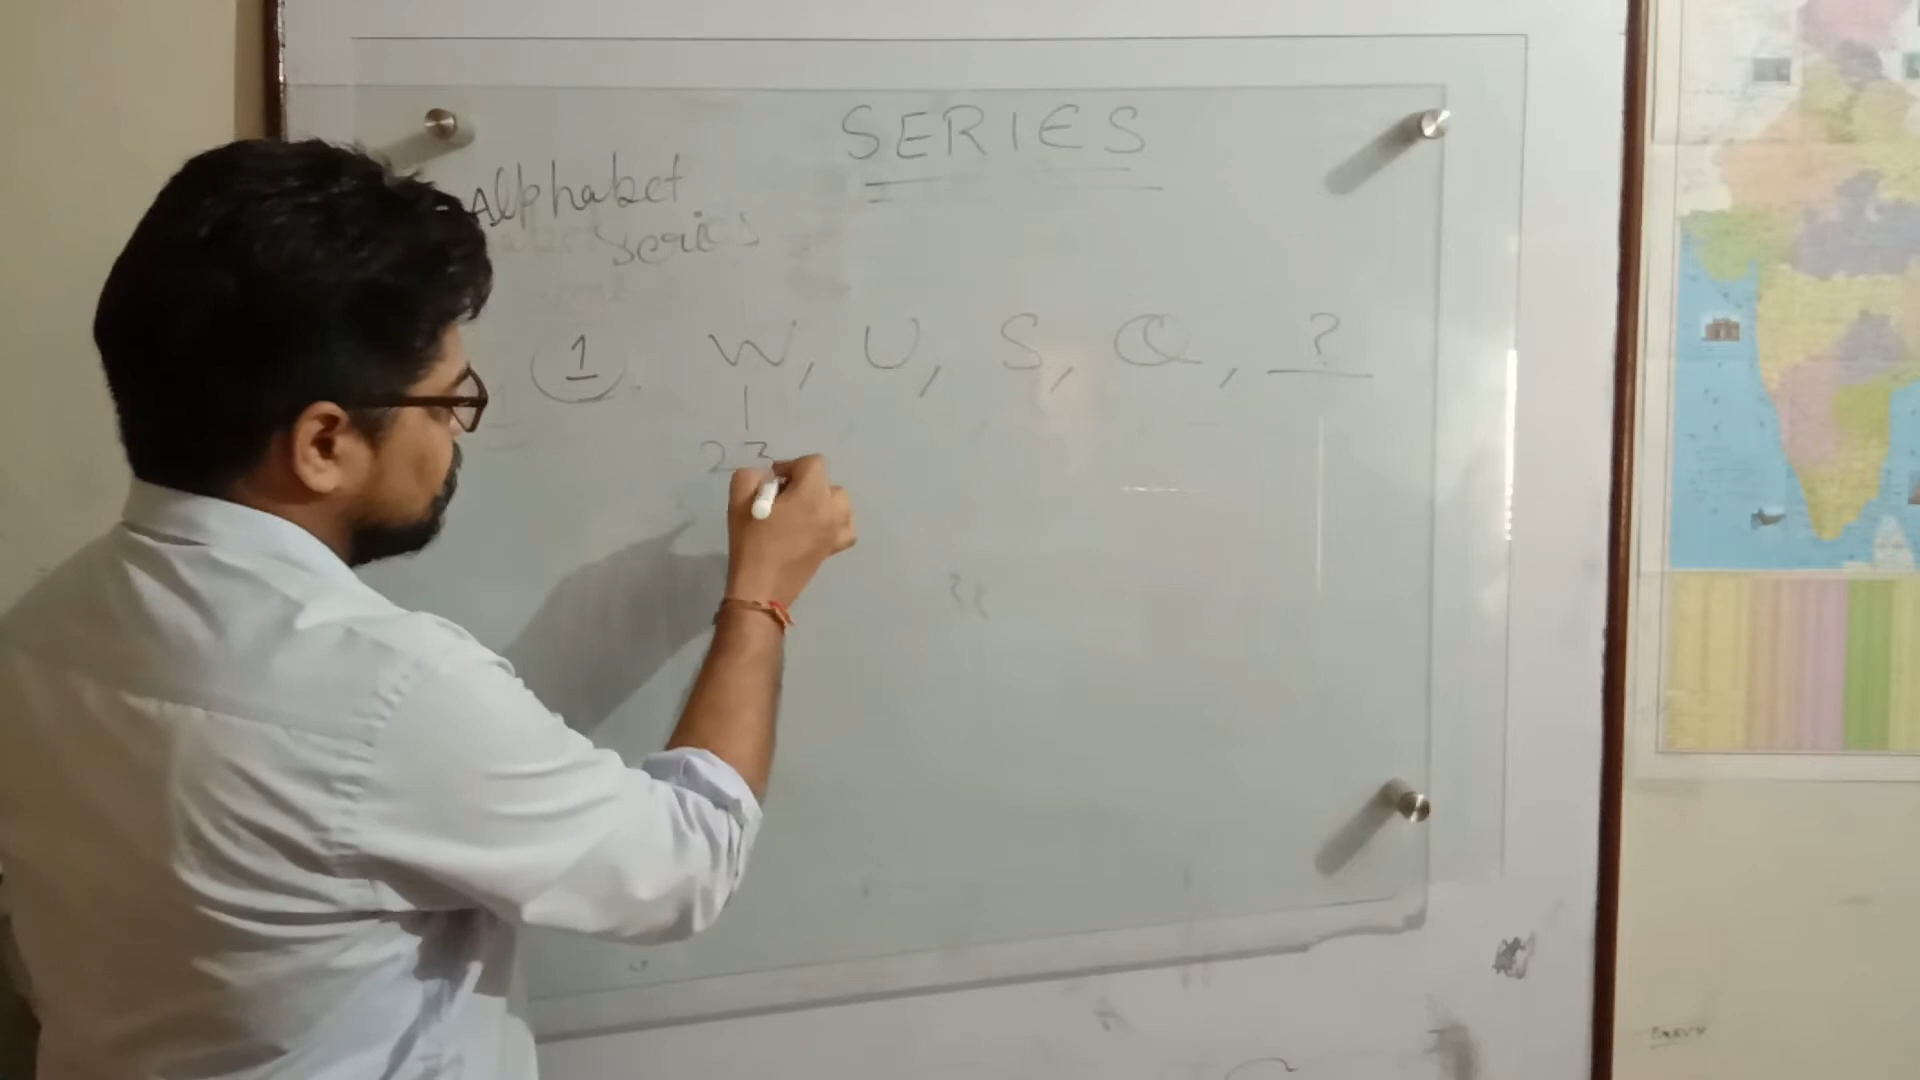 SERIES
Alphabet
Series
1 W, U, S, Q, ?
23